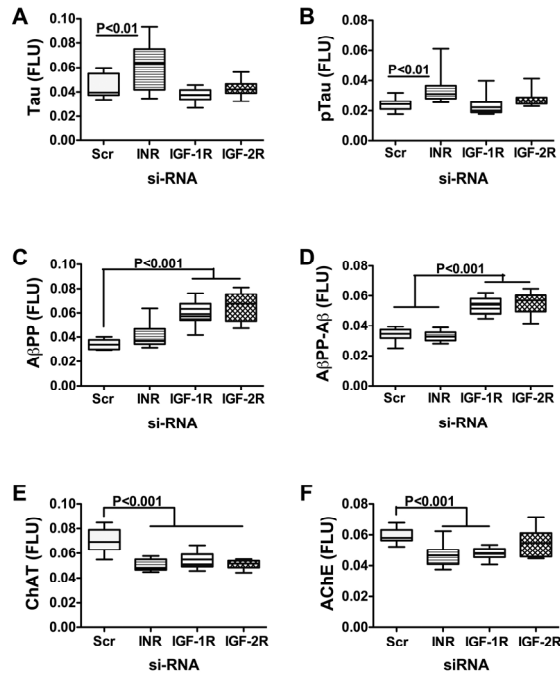 A
Tau (FLU)
0.10
0.08
0.06
0.04
0.02
0.00
P<0.01
Scr INR IGF-1R IGF-2R
si-RNA
B
pTau (FLU)
0.08
0.06
0.04
0.02
0.00
P<0.01
Scr INR IGF-1R IGF-2R
si-RNA
C
AβPP (FLU)
0.10
0.08
0.06
0.04
0.02
0.00
P<0.001
Scr INR IGF-1R IGF-2R
si-RNA
D
AβPP-Aβ (FLU)
0.08
0.06
0.04
0.02
0.00
P<0.001
Scr INR IGF-1R IGF-2R
si-RNA
E
ChAT (FLU)
0.10
0.08
0.06
0.04
0.02
0.00
P<0.001
Scr INR IGF-1R IGF-2R
si-RNA
F
AChE (FLU)
0.08
0.06
0.04
0.02
0.00
P<0.001
Scr INR IGF-1R IGF-2R
siRNA